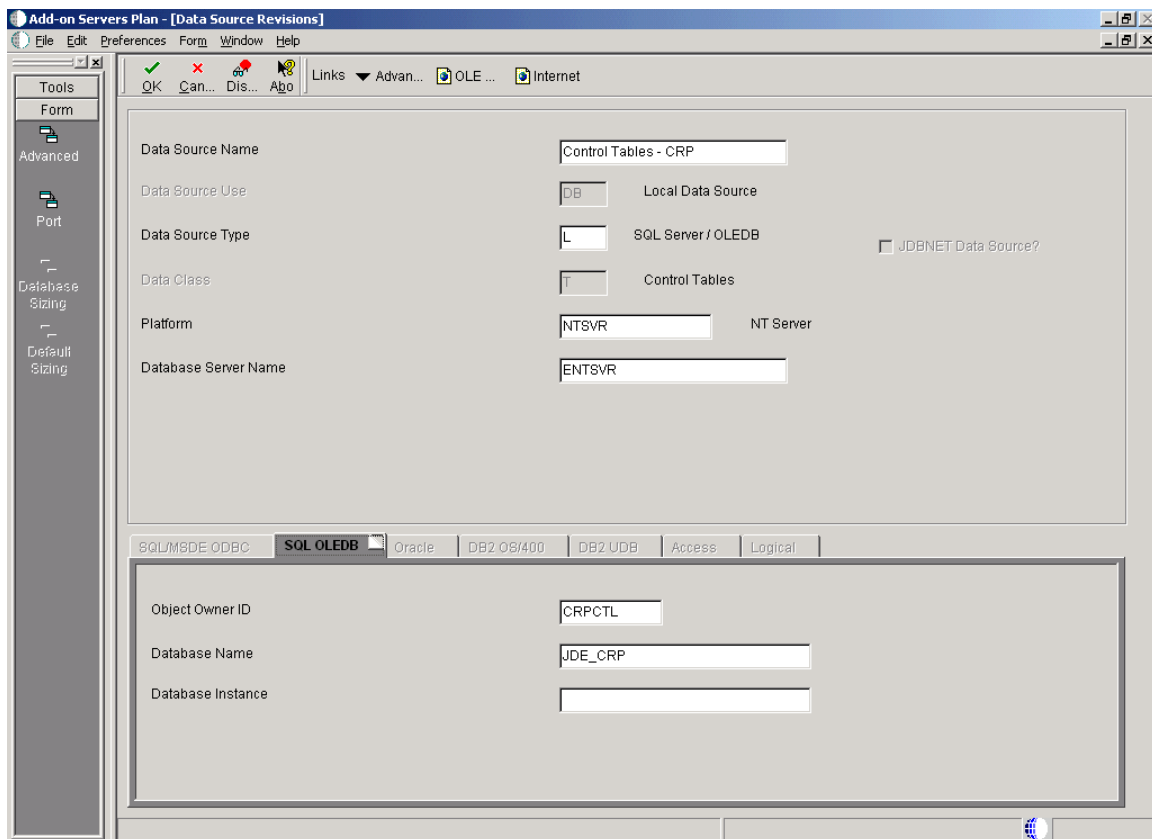 Add-on Servers Plan - [Data Source Revisions]
File Edit Preferences Form Window Help
Tools
Form
Advanced
Port
Database Sizing
Default Sizing
OK Can... Dis... Abo Links Advan... OLE ... Internet
Data Source Name Control Tables - CRP
Data Source Use DB Local Data Source
Data Source Type L SQL Server / OLEDB JDBNET Data Source?
Data Class T Control Tables
Platform NTSVR NT Server
Database Server Name ENTSVR
SQL/MSDE ODBC SQL OLEDB Oracle DB2 OS/400 DB2 UDB Access Logical
Object Owner ID CRPCTL
Database Name JDE_CRP
Database Instance